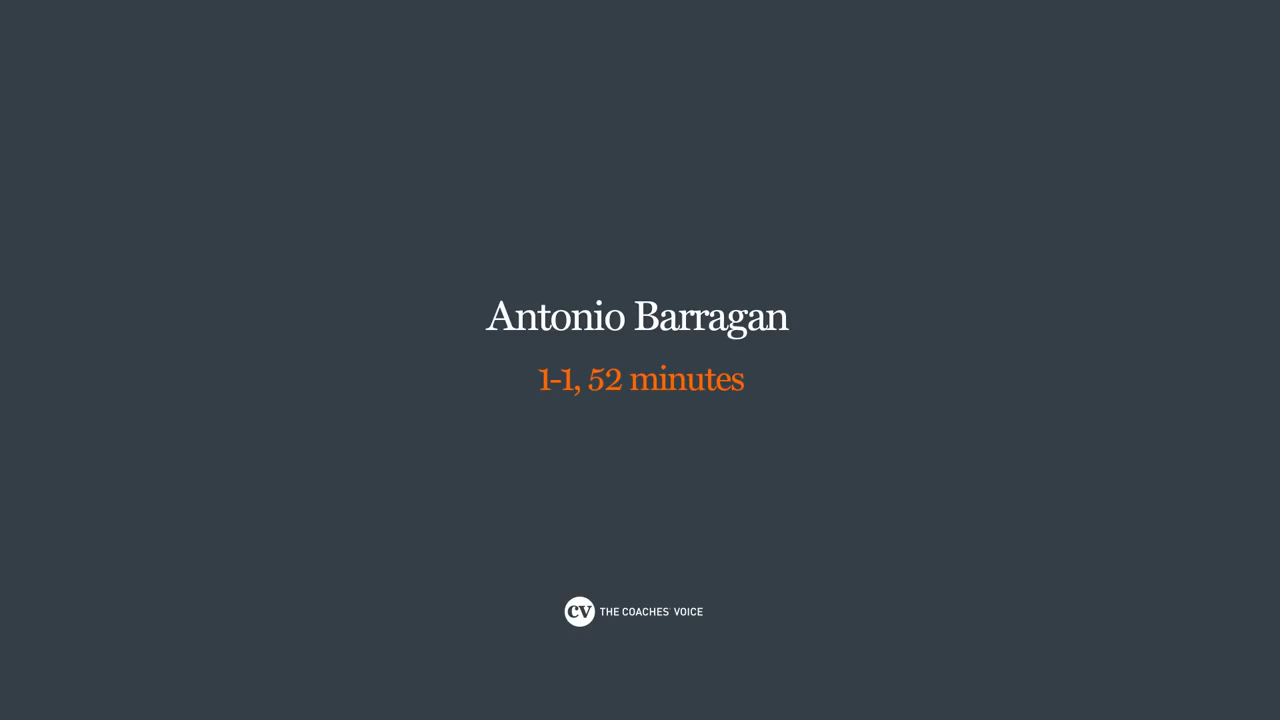 Antonio Barragan
1-1, 52 minutes
CV THE COACHES' VOICE